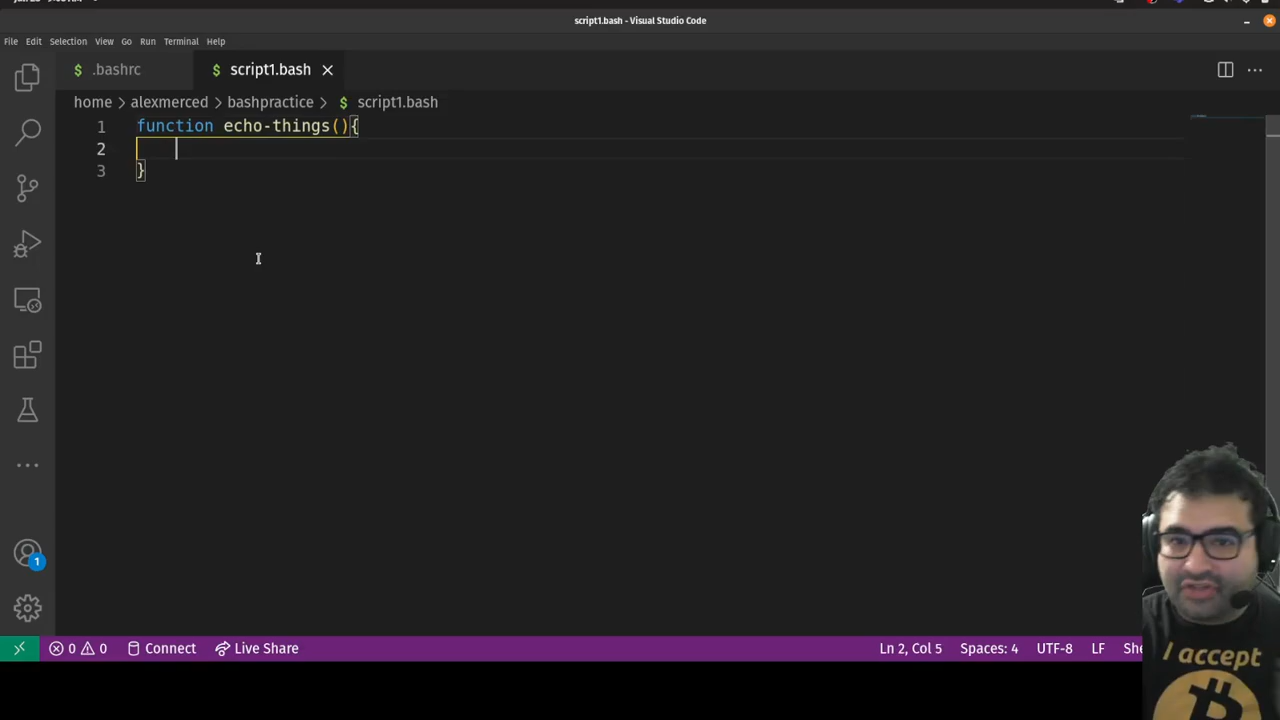 script1.bash - Visual Studio Code
File Edit Selection View Go Run Terminal Help
$ .bashrc $ script1.bash
home > alexmerced > bashpractice > $ script1.bash
1 function echo-things(){
2
3 }
1
0 0 Connect Live Share Ln 2, Col 5 Spaces: 4 UTF-8 LF
I accept